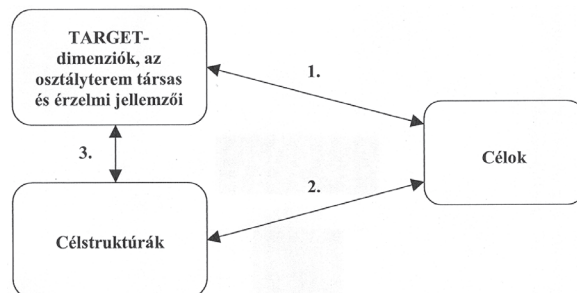 TARGET-
dimenziók, az
osztályterem társas
és érzelmi jellemzői
1.
3.
Célok
2.
Célstruktúrák